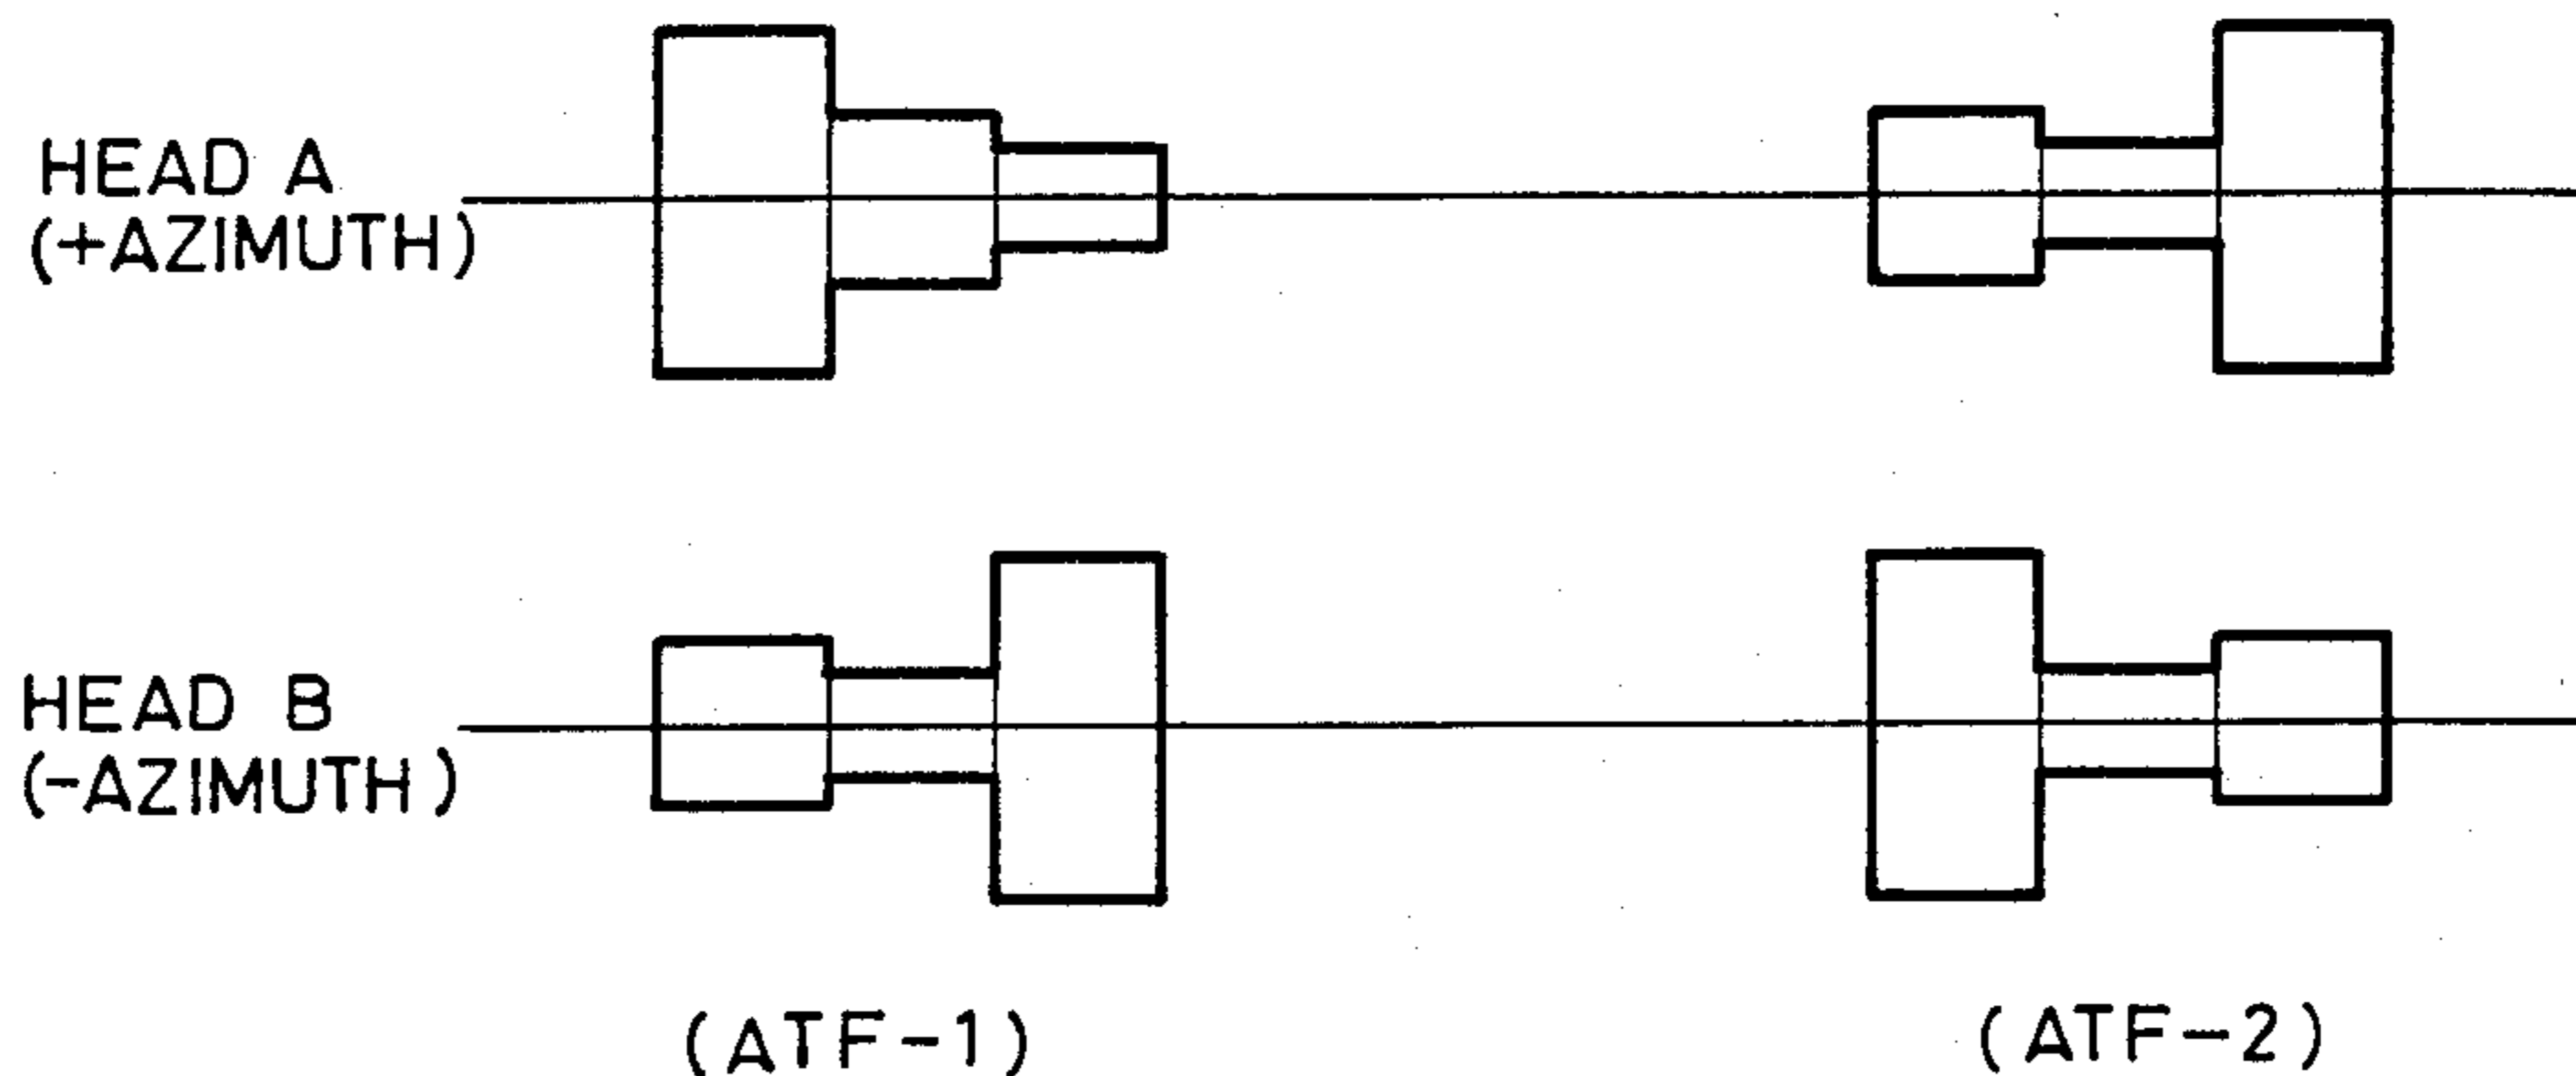 HEAD A
(+AZIMUTH)
HEAD B
(-AZIMUTH)
(ATF-1)
(ATF-2)